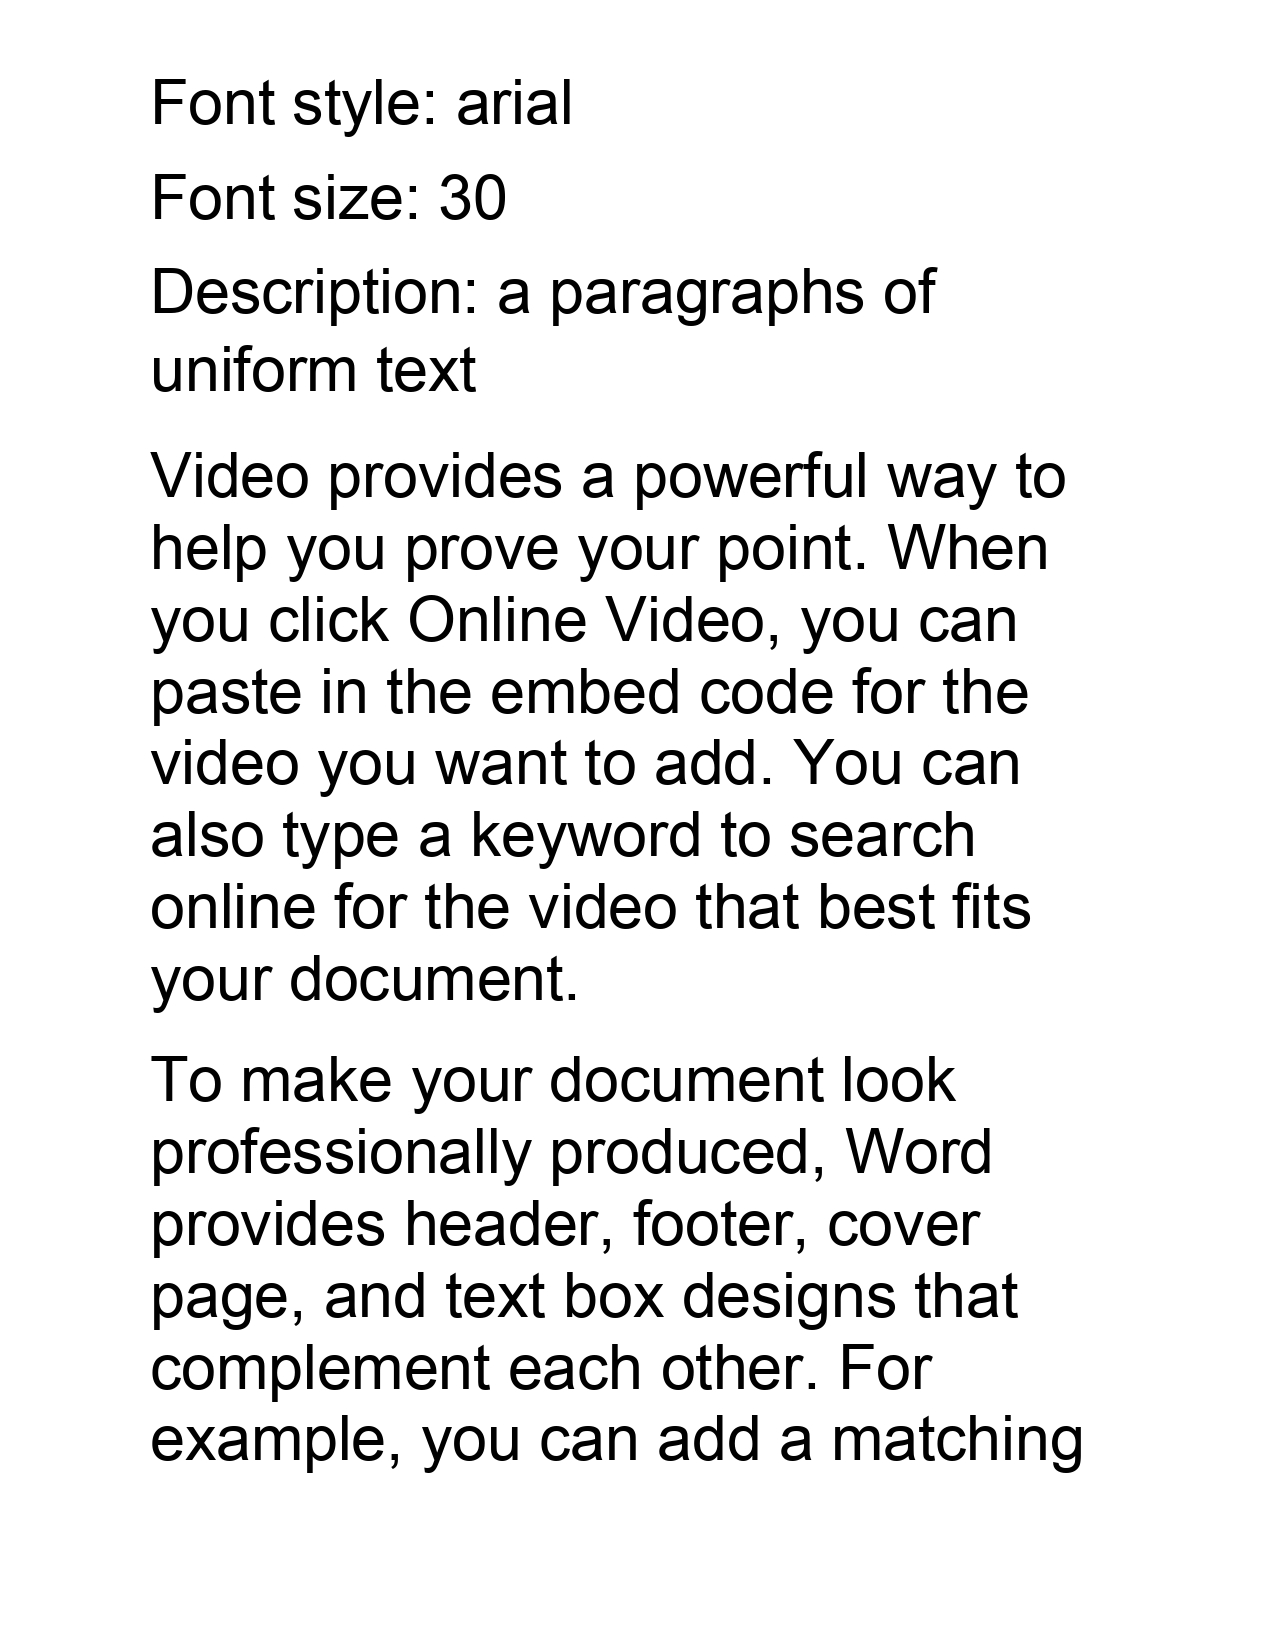 Font style: arial
Font size: 30
Description: a paragraphs of
uniform text
Video provides a powerful way to
help you prove your point. When
you click Online Video, you can
paste in the embed code for the
video you want to add. You can
also type a keyword to search
online for the video that best fits
your document.
To make your document look
professionally produced, Word
provides header, footer, cover
page, and text box designs that
complement each other. For
example, you can add a matching